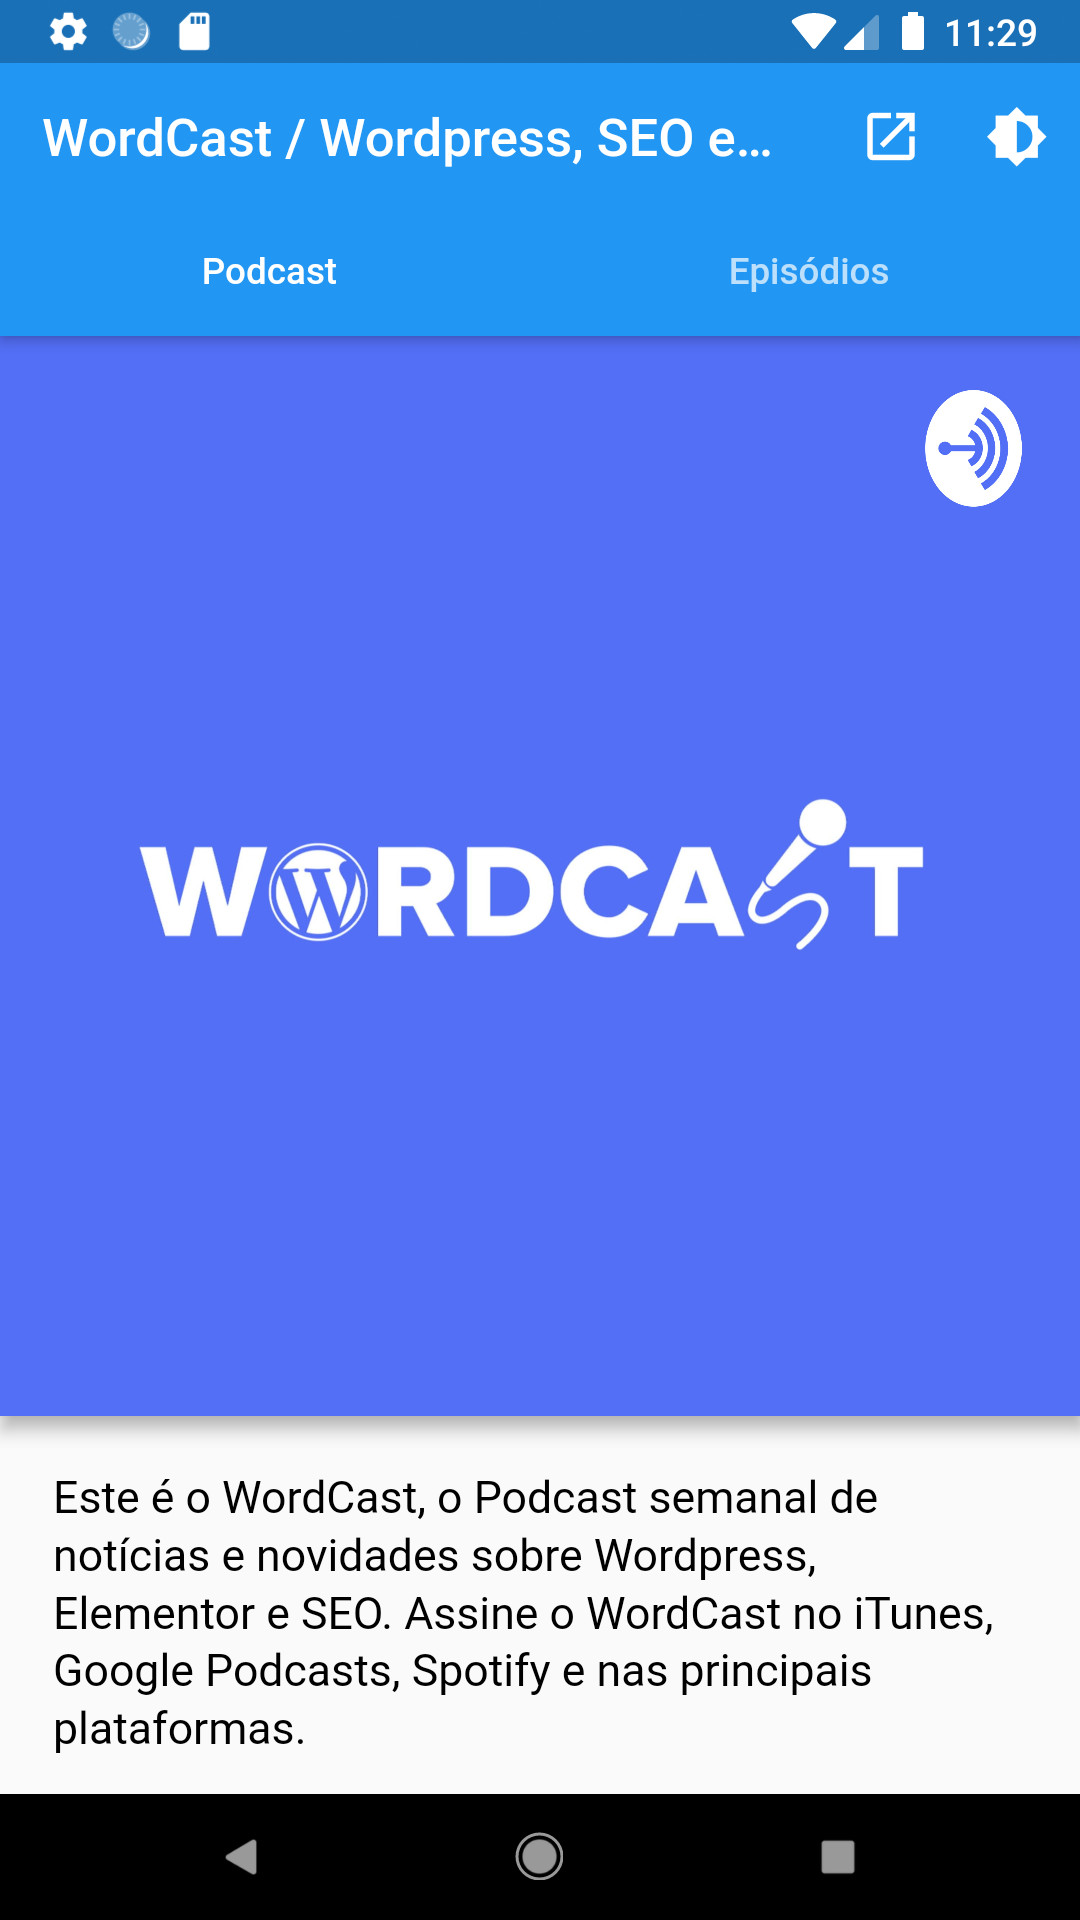 11:29
WordCast / Wordpress, SEO e...
Podcast
Episódios
WORDCAST
Este é o WordCast, o Podcast semanal de
notícias e novidades sobre Wordpress,
Elementor e SEO. Assine o WordCast no iTunes,
Google Podcasts, Spotify e nas principais
plataformas.